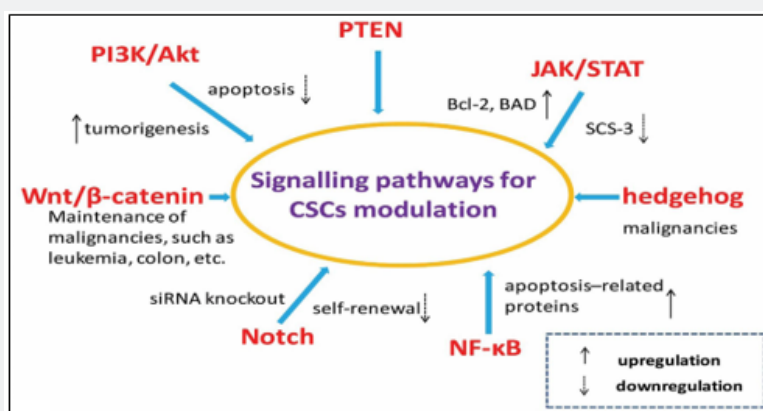 PTEN
PI3K/Akt
JAK/STAT
apoptosis ↓
Bcl-2, BAD ↑
↑ tumorigenesis
SCS-3 ↓
Signalling pathways for
CSCs modulation
Wnt/β-catenin
Maintenance of
malignancies, such as
leukemia, colon, etc.
hedgehog
malignancies
siRNA knockout
self-renewal ↓
apoptosis–related
proteins ↑
Notch
NF-κB
↑ upregulation
↓ downregulation